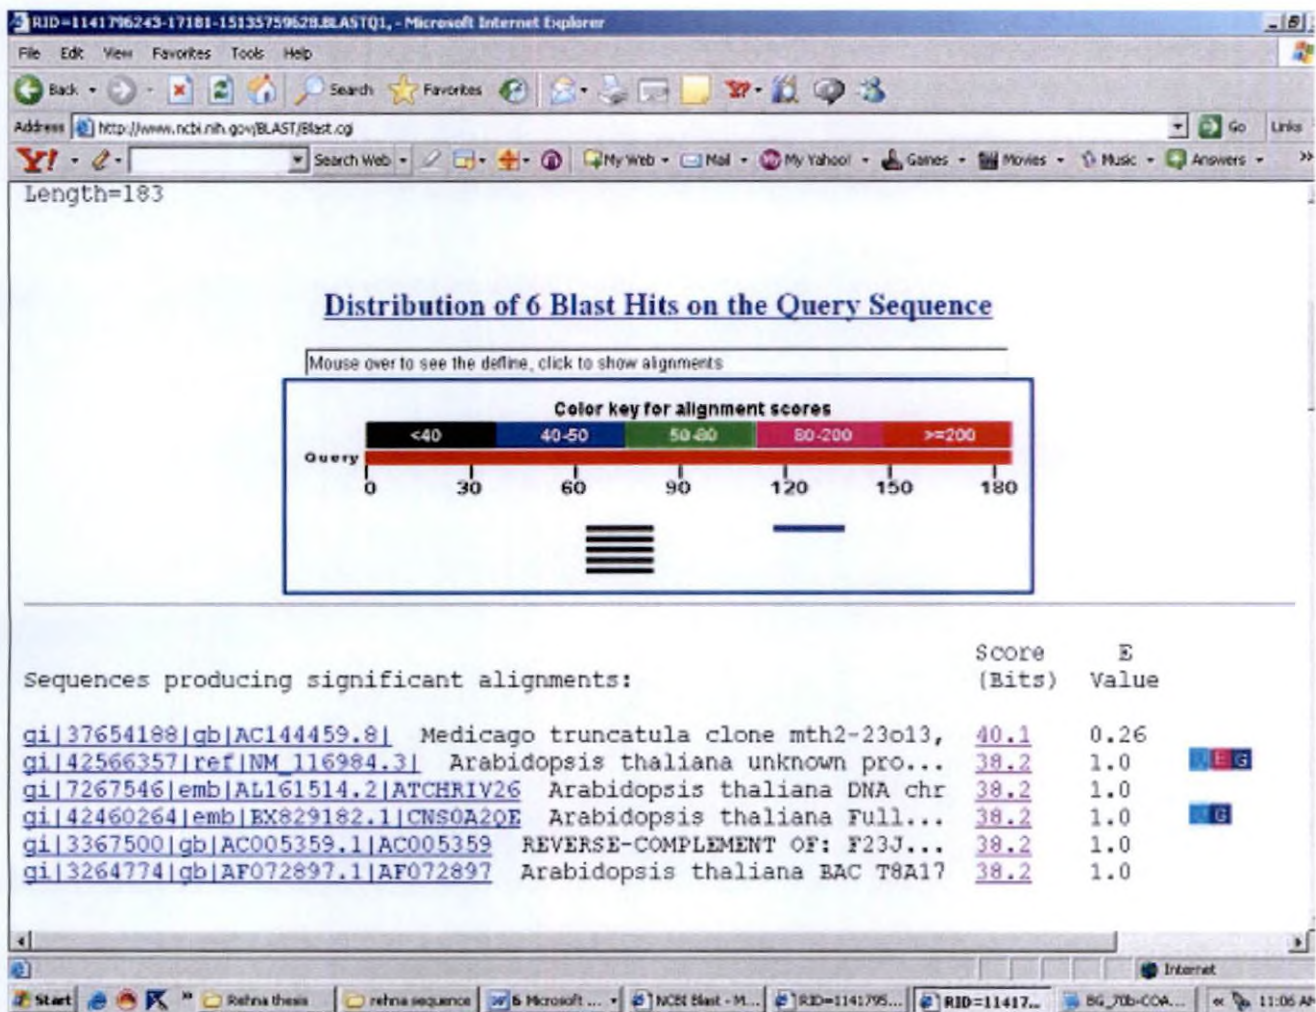 RID=1141796243-17181-15135759628.BLASTQ1, - Microsoft Internet Explorer
File Edit View Favorites Tools Help
Back Search Favorites
Address http://www.ncbi.nih.gov/BLAST/Blast.cgi Go Links
Y! Search Web My Web Mail My Yahoo! Games Movies Music Answers »
Length=183
Distribution of 6 Blast Hits on the Query Sequence
Mouse over to see the defline, click to show alignments
Color key for alignment scores
<40 40-50 50-80 80-200 >=200
Query
0 30 60 90 120 150 180
Score E
Sequences producing significant alignments: (Bits) Value
gi|37654188|gb|AC144459.8| Medicago truncatula clone mth2-23o13, 40.1 0.26
gi|42566357|ref|NM_116984.3| Arabidopsis thaliana unknown pro... 38.2 1.0 U E G
gi|7267546|emb|AL161514.2|ATCHRIV26 Arabidopsis thaliana DNA chr 38.2 1.0
gi|42460264|emb|BX829182.1|CNS0A2QE Arabidopsis thaliana Full... 38.2 1.0 U G
gi|3367500|gb|AC005359.1|AC005359 REVERSE-COMPLEMENT OF: F23J... 38.2 1.0
gi|3264774|gb|AF072897.1|AF072897 Arabidopsis thaliana BAC T8A17 38.2 1.0
Internet
Start » Rehna thesis rehna sequence 6 Microsoft ... NCBI Blast - M... RID=1141795... RID=11417... BG_70b-COA... « 11:06 AM